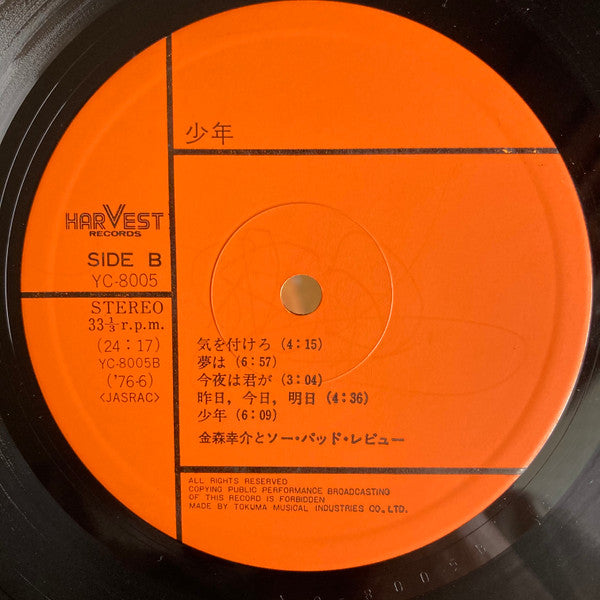 少年
HARVEST
RECORDS
SIDE B
YC-8005
STEREO
33⅓ r.p.m.
(24:17)
YC-8005B
('76-6)
<JASRAC>
気を付けろ (4:15)
夢は (6:57)
今夜は君が (3:04)
昨日, 今日, 明日 (4:36)
少年 (6:09)
金森幸介とソー・バッド・レビュー
ALL RIGHTS RESERVED
COPYING PUBLIC PERFORMANCE BROADCASTING
OF THIS RECORD IS FORBIDDEN
MADE BY TOKUMA MUSICAL INDUSTRIES CO., LTD.